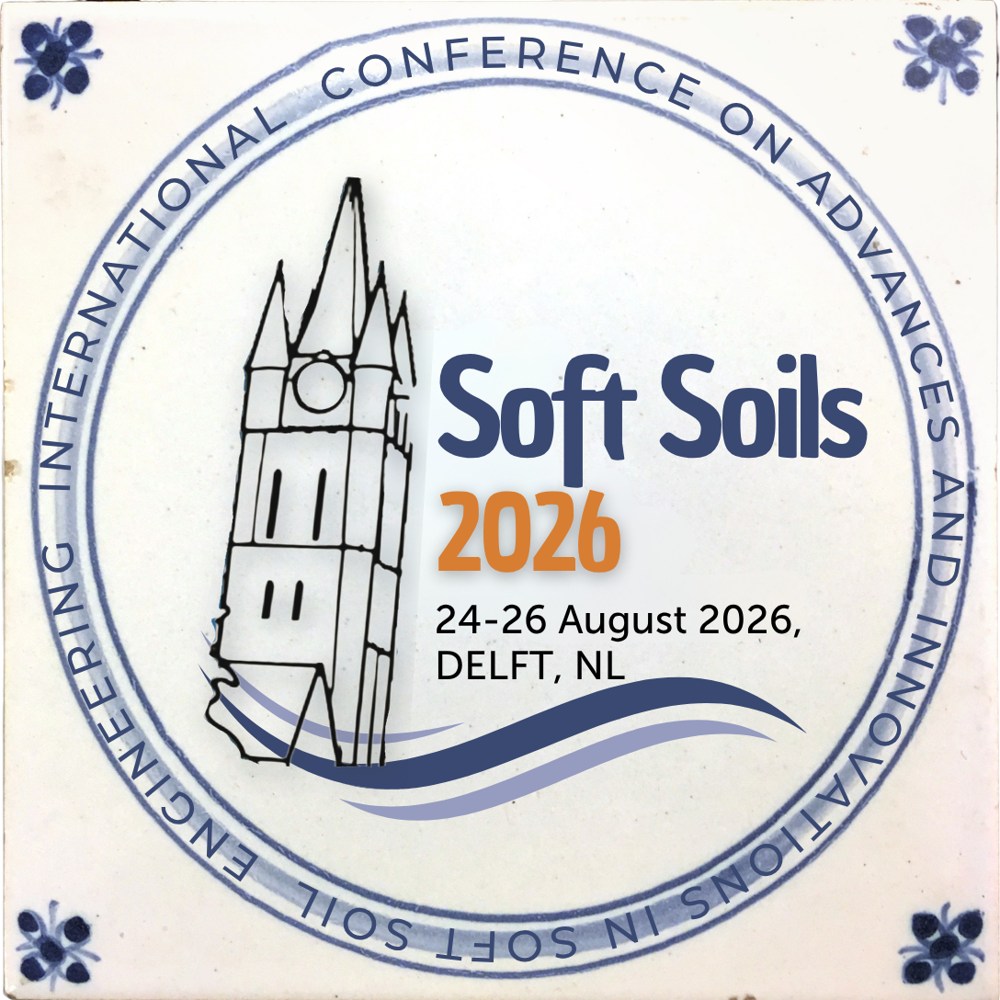 INTERNATIONAL CONFERENCE ON ADVANCES AND INNOVATIONS IN SOFT SOIL ENGINEERING
Soft Soils
2026
24-26 August 2026,
DELFT, NL